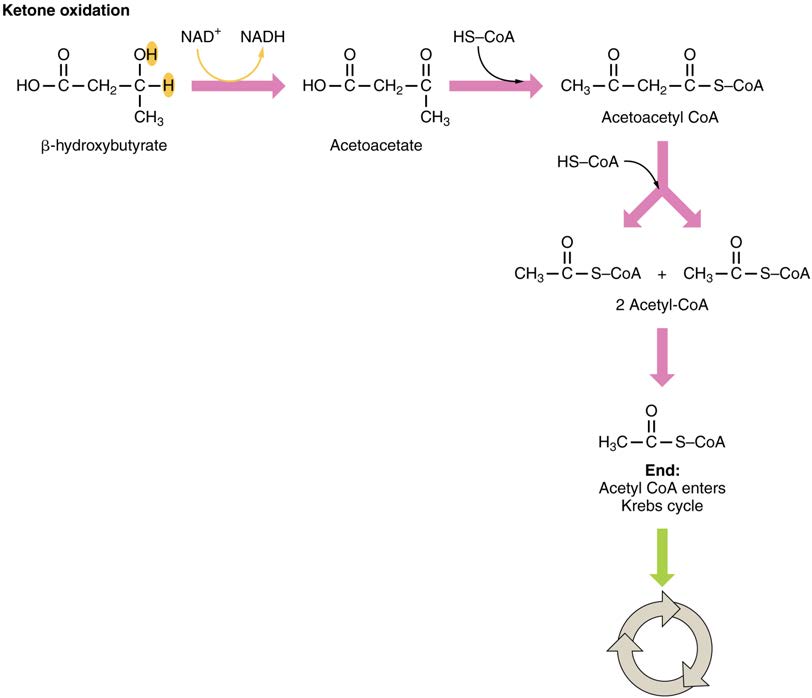 Ketone oxidation
NAD⁺ NADH
HS–CoA
O OH O O O O
HO–C–CH₂–C–H HO–C–CH₂–C CH₃–C–CH₂–C–S–CoA
CH₃ CH₃
β-hydroxybutyrate Acetoacetate Acetoacetyl CoA
HS–CoA
O O
CH₃–C–S–CoA + CH₃–C–S–CoA
2 Acetyl-CoA
O
H₃C–C–S–CoA
End:
Acetyl CoA enters
Krebs cycle